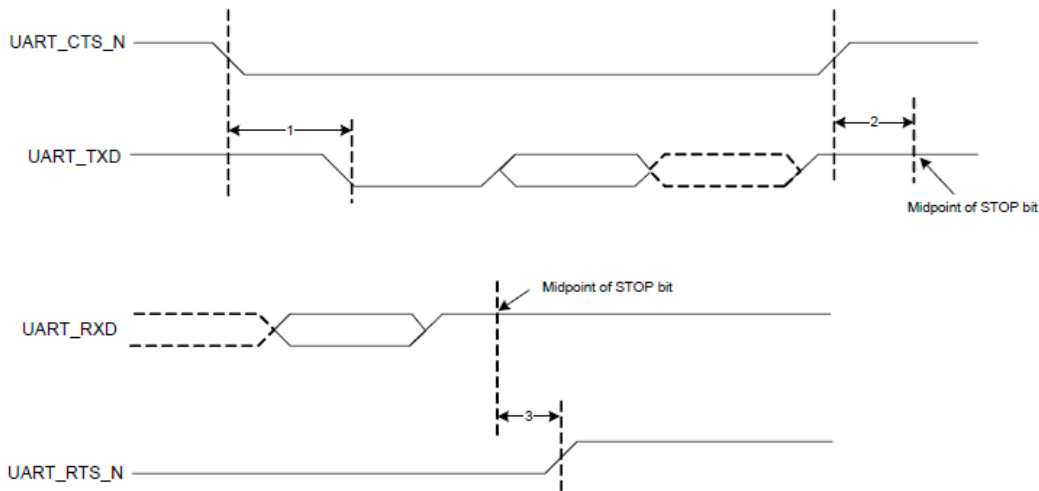 UART_CTS_N
1
2
UART_TXD
Midpoint of STOP bit
Midpoint of STOP bit
UART_RXD
3
UART_RTS_N